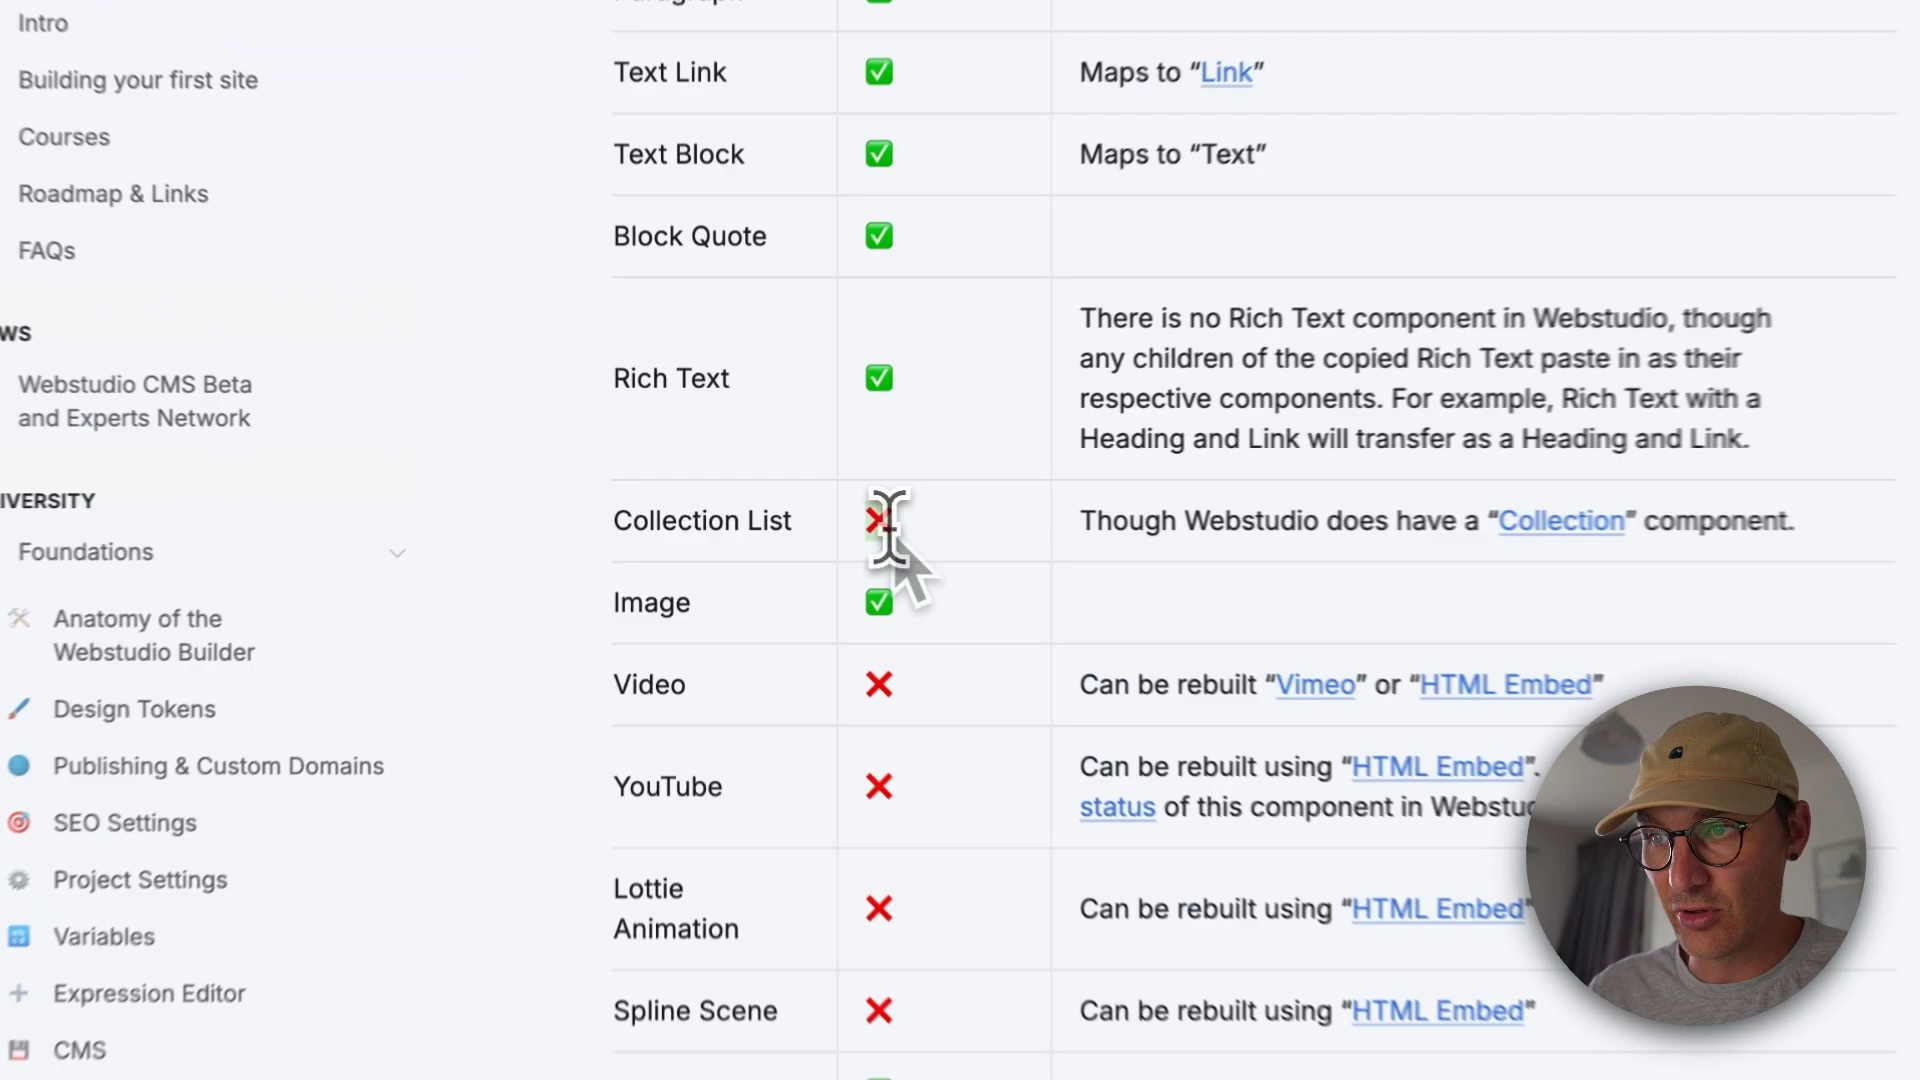 Intro
Building your first site
Courses
Roadmap & Links
FAQs
WS
Webstudio CMS Beta
and Experts Network
IVERSITY
Foundations
Anatomy of the
Webstudio Builder
Design Tokens
Publishing & Custom Domains
SEO Settings
Project Settings
Variables
Expression Editor
CMS
Paragraph
Text Link
Maps to “Link”
Text Block
Maps to “Text”
Block Quote
Rich Text
There is no Rich Text component in Webstudio, though
any children of the copied Rich Text paste in as their
respective components. For example, Rich Text with a
Heading and Link will transfer as a Heading and Link.
Collection List
Though Webstudio does have a “Collection” component.
Image
Video
Can be rebuilt “Vimeo” or “HTML Embed”
YouTube
Can be rebuilt using “HTML Embed”.
status of this component in
Lottie
Animation
Can be rebuilt using “HTML Embed”
Spline Scene
Can be rebuilt using “HTML Embed”